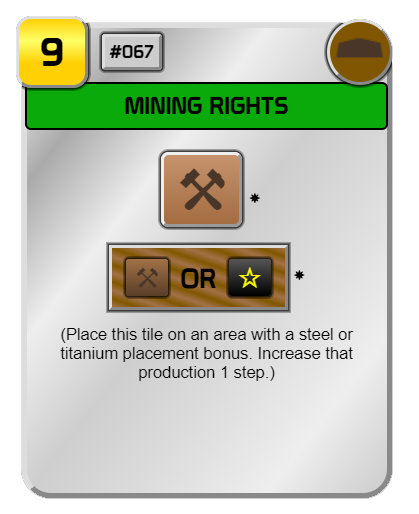 9
#067
MINING RIGHTS
*
OR
*
(Place this tile on an area with a steel or
titanium placement bonus. Increase that
production 1 step.)